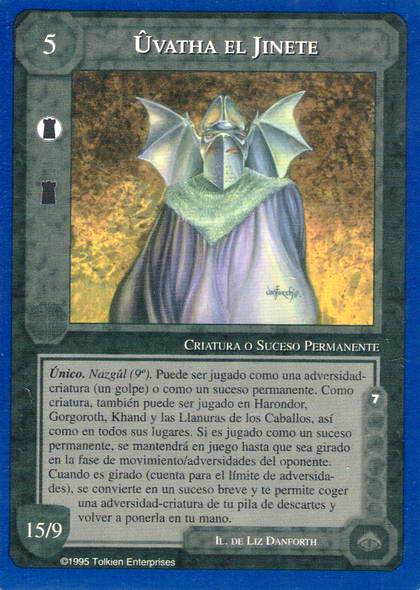 5
ÛVATHA EL JINETE
danforth
CRIATURA O SUCESO PERMANENTE
Único. Nazgûl (9º). Puede ser jugado como una adversidad-
criatura (un golpe) o como un suceso permanente. Como
criatura, también puede ser jugado en Harondor,
Gorgoroth, Khand y las Llanuras de los Caballos, así
como en todos sus lugares. Si es jugado como un suceso
permanente, se mantendrá en juego hasta que sea girado
en la fase de movimiento/adversidades del oponente.
Cuando es girado (cuenta para el límite de adversida-
des), se convierte en un suceso breve y te permite coger
una adversidad-criatura de tu pila de descartes y
volver a ponerla en tu mano.
7
15/9
IL. DE LIZ DANFORTH
©1995 Tolkien Enterprises